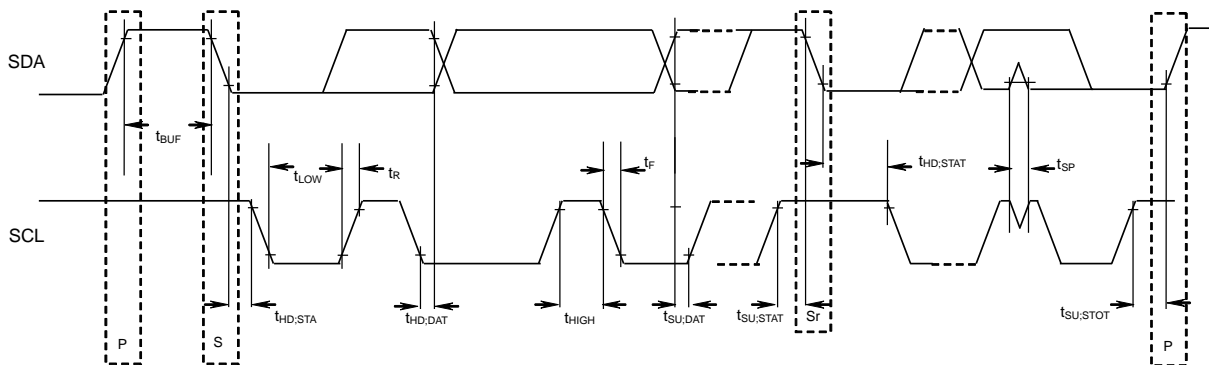 SDA
tBUF
tLOW
tR
tF
tHD;STAT
tSP
SCL
tHD;STA
tHD;DAT
tHIGH
tSU;DAT
tSU;STAT
Sr
tSU;STOT
P
S
P